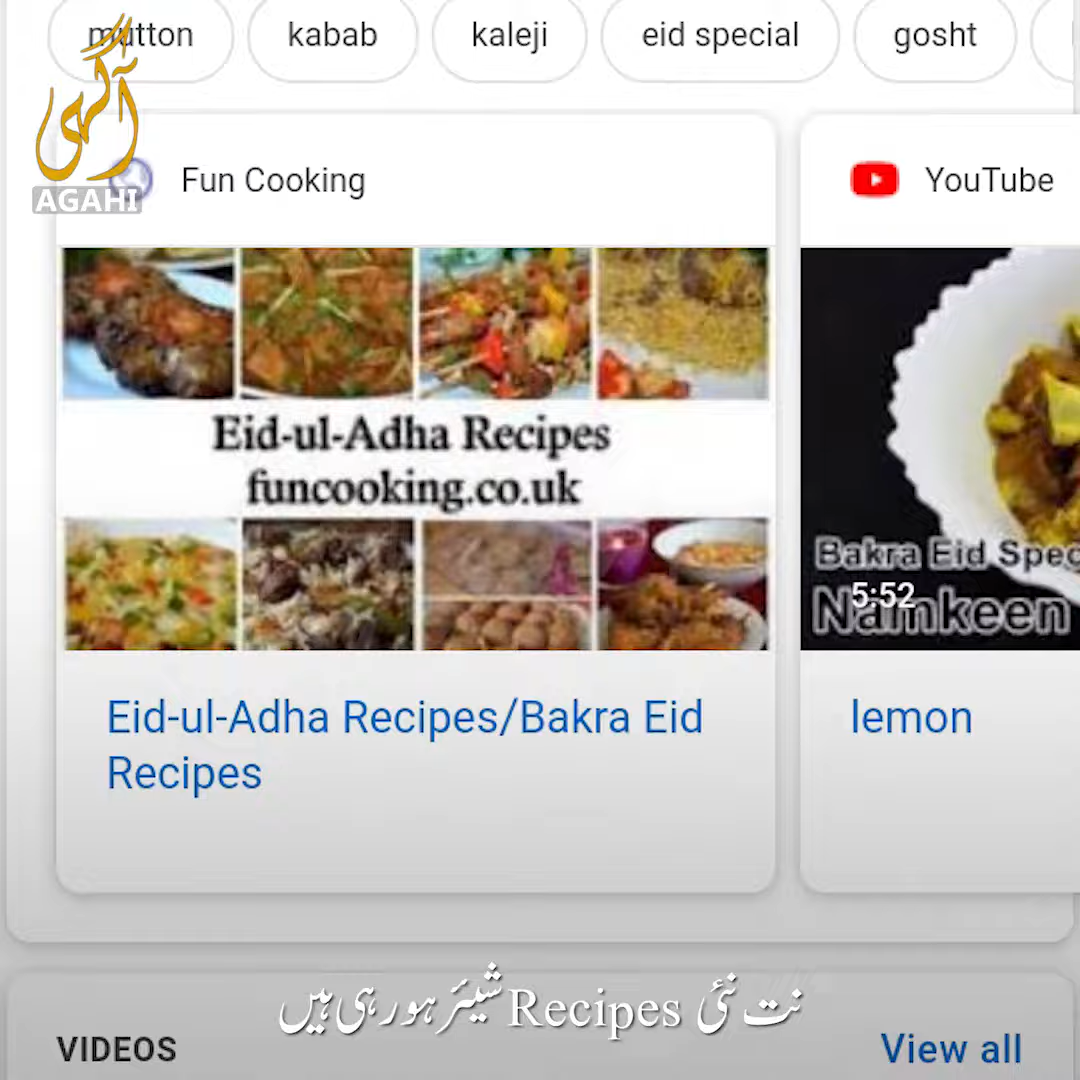 mutton
kabab
kaleji
eid special
gosht
آگہی
AGAHI
Fun Cooking
YouTube
Eid-ul-Adha Recipes
funcooking.co.uk
Bakra Eid Spec
5:52
Namkeen
Eid-ul-Adha Recipes/Bakra Eid
Recipes
lemon
نت نئی Recipes شیئر ہو رہی ہیں
VIDEOS
View all